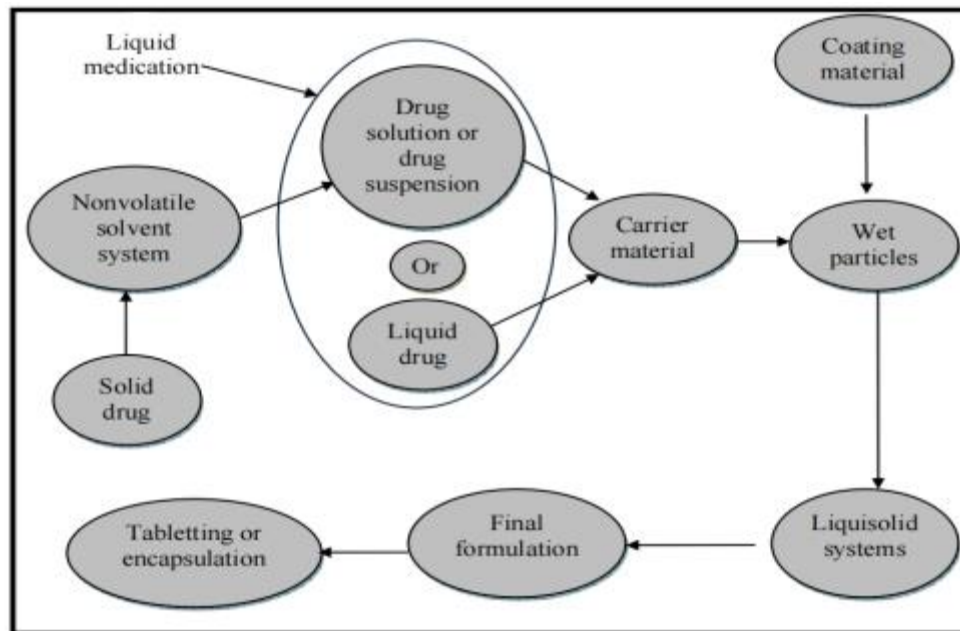 Liquid
medication
Coating
material
Drug
solution or
drug
suspension
Nonvolatile
solvent
system
Carrier
material
Wet
particles
Or
Liquid
drug
Solid
drug
Tabletting or
encapsulation
Final
formulation
Liquisolid
systems